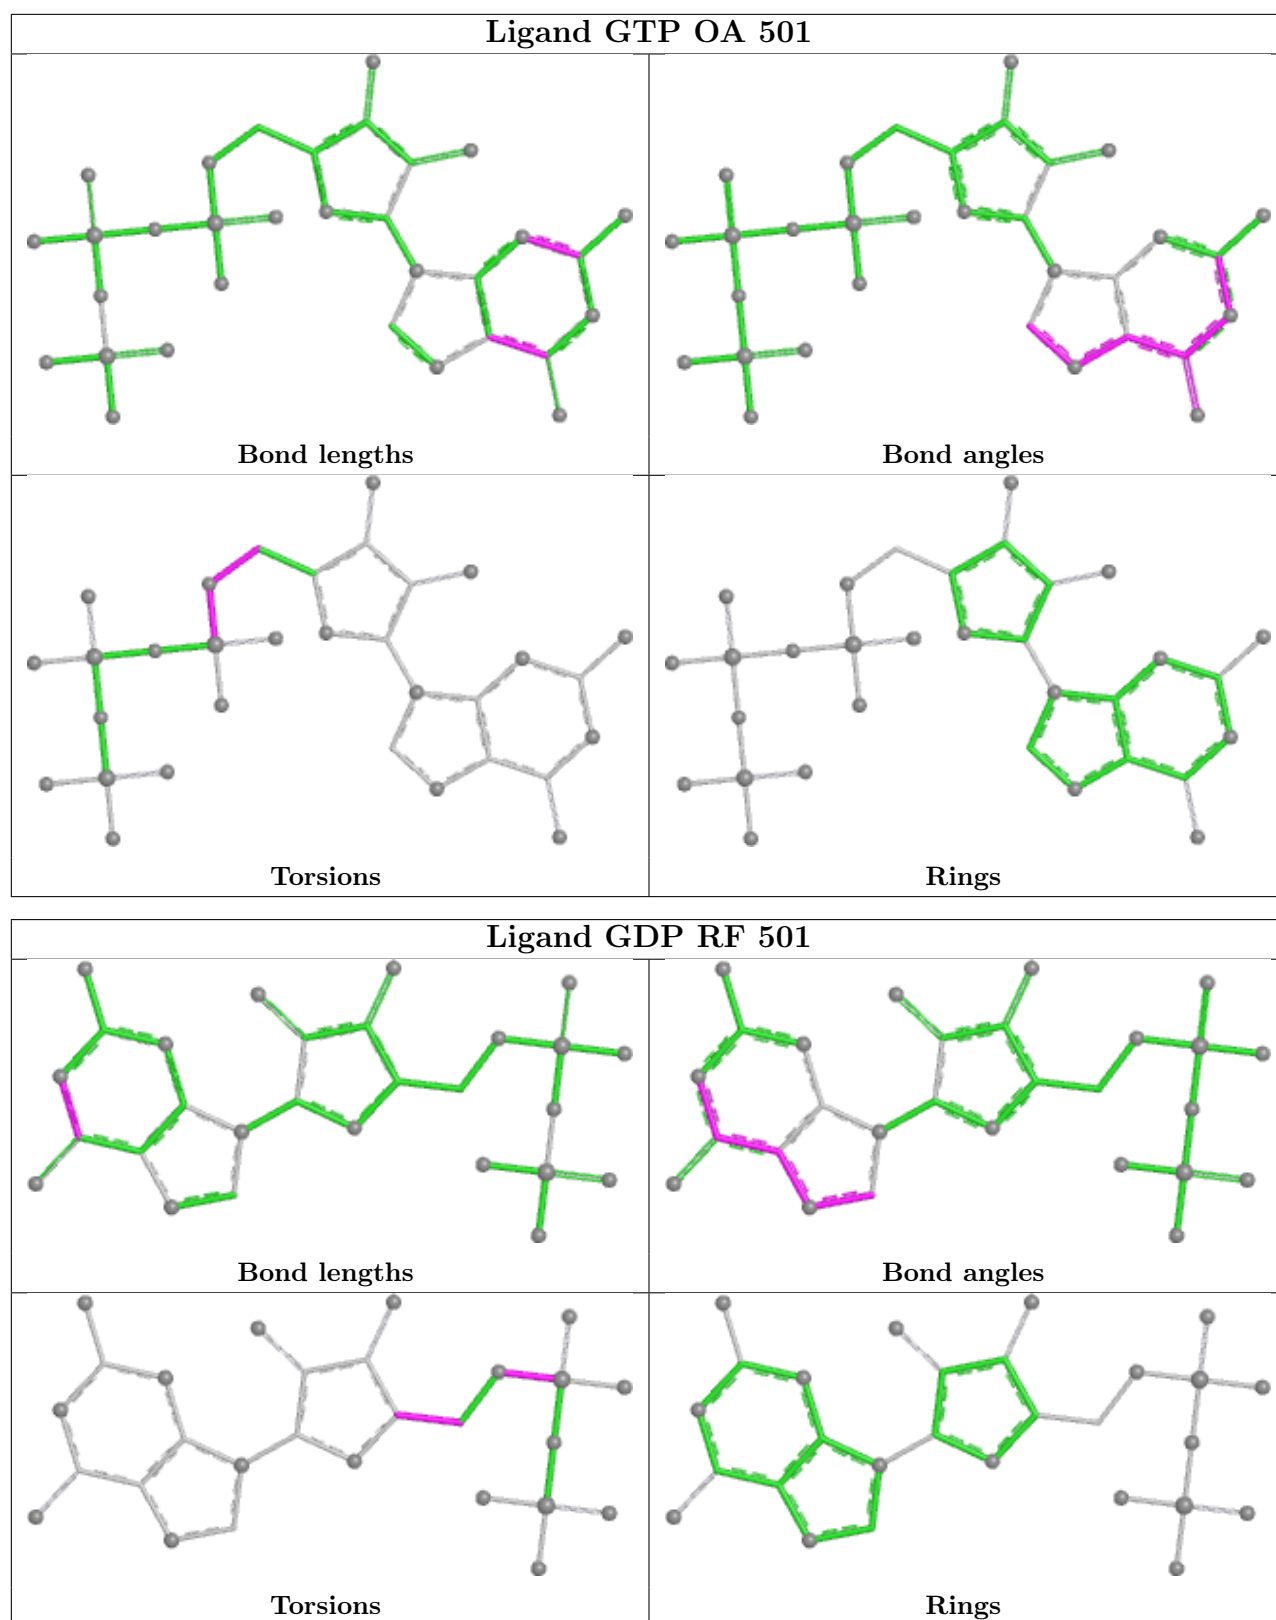 Ligand GTP OA 501
Bond lengths
Bond angles
Torsions
Rings
Ligand GDP RF 501
Bond lengths
Bond angles
Torsions
Rings